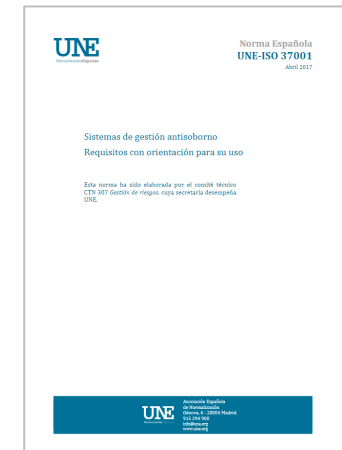 UNE
Normalización Española
Norma Española
UNE-ISO 37001
Abril 2017
Sistemas de gestión antisoborno
Requisitos con orientación para su uso
Esta norma ha sido elaborada por el comité técnico
CTN 307 Gestión de riesgos, cuya secretaría desempeña
UNE.
UNE
Asociación Española
de Normalización
Génova, 6 - 28004 Madrid
915 294 900
info@une.org
www.une.org